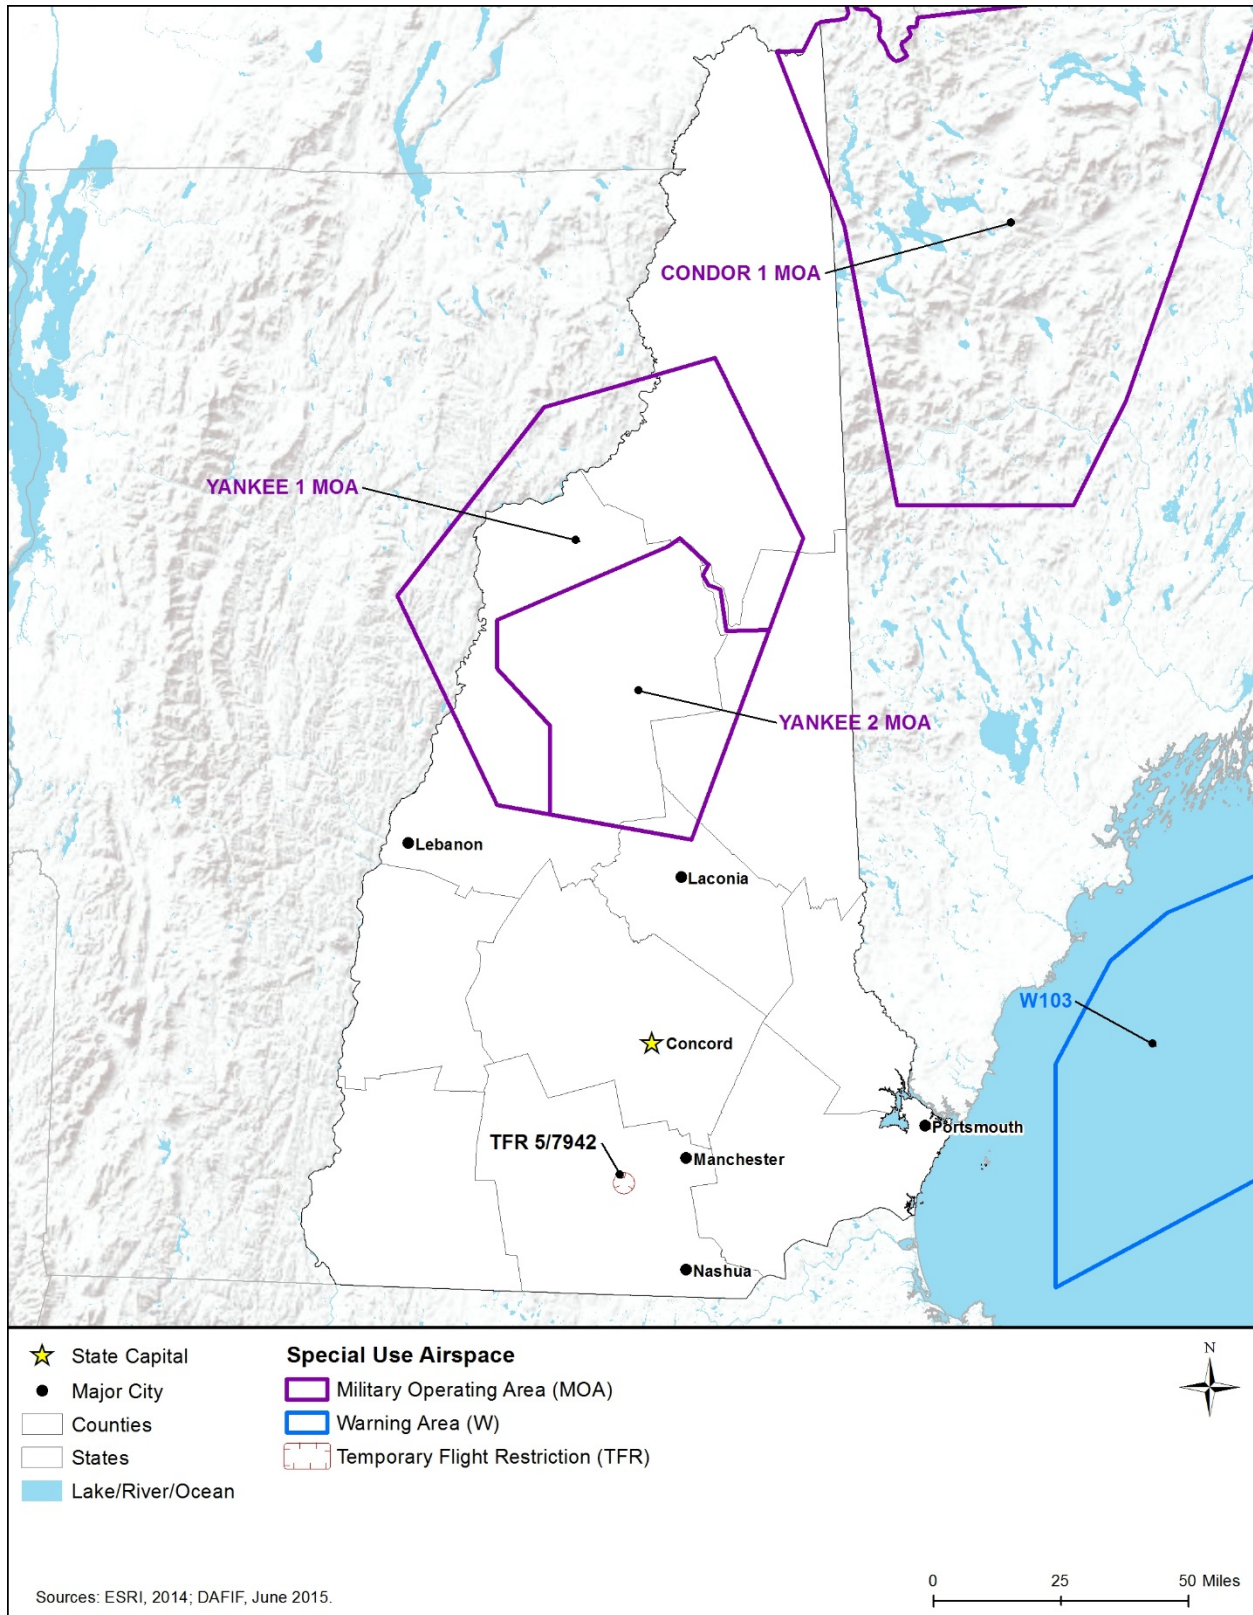 CONDOR 1 MOA
YANKEE 1 MOA
YANKEE 2 MOA
Lebanon
Laconia
W103
Concord
Portsmouth
TFR 5/7942
Manchester
Nashua
State Capital
Major City
Counties
States
Lake/River/Ocean
Special Use Airspace
Military Operating Area (MOA)
Warning Area (W)
Temporary Flight Restriction (TFR)
N
Sources: ESRI, 2014; DAFIF, June 2015.
0 25 50 Miles